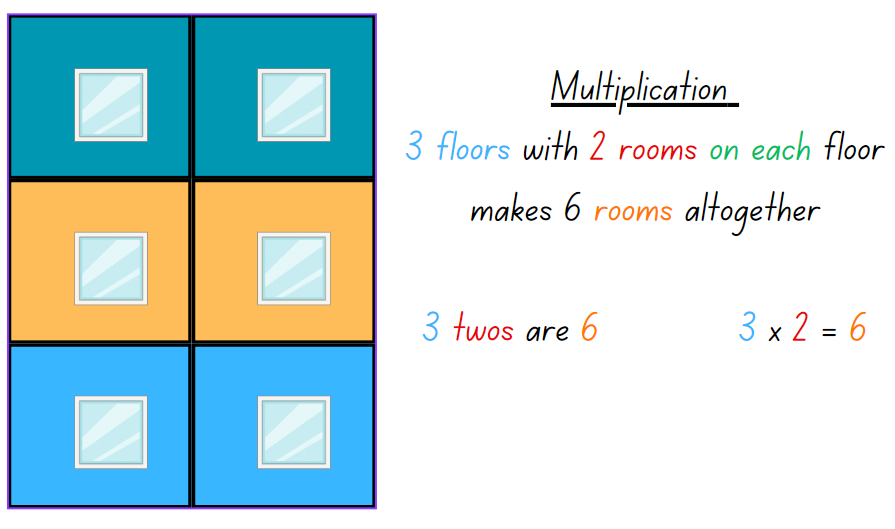 Multiplication
3 floors with 2 rooms on each floor
makes 6 rooms altogether
3 twos are 6
3 x 2 = 6